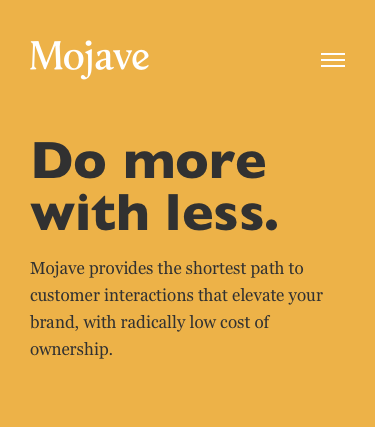 Mojave
Do more
with less.
Mojave provides the shortest path to
customer interactions that elevate your
brand, with radically low cost of
ownership.